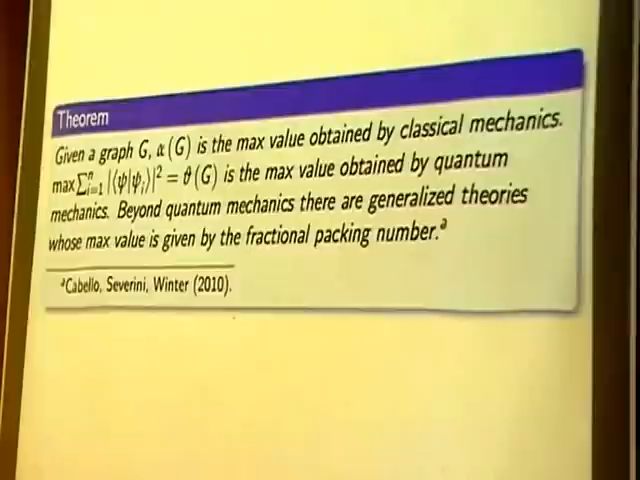 Theorem
Given a graph G, α(G) is the max value obtained by classical mechanics.
max∑ⁿᵢ₌₁ |⟨ψ|ψᵢ⟩|² = ϑ(G) is the max value obtained by quantum
mechanics. Beyond quantum mechanics there are generalized theories
whose max value is given by the fractional packing number.ᵃ
ᵃCabello, Severini, Winter (2010).